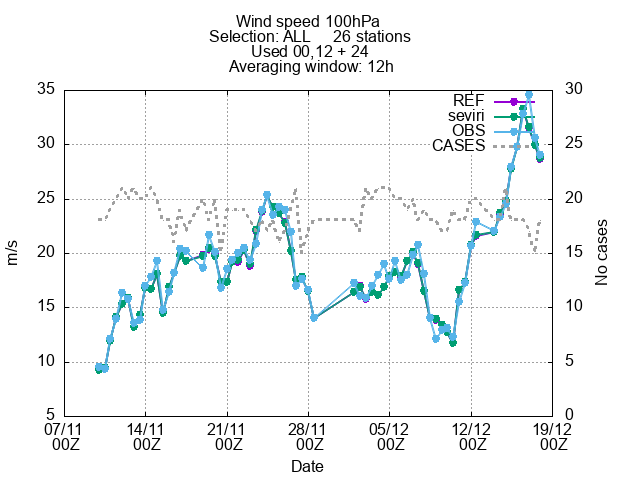 Wind speed 100hPa
Selection: ALL 26 stations
Used 00,12 + 24
Averaging window: 12h
35 30
REF
seviri
OBS
CASES
30 25
25 20
20 15
15 10
10 5
5 0
m/s
No cases
07/11 14/11 21/11 28/11 05/12 12/12 19/12
00Z 00Z 00Z 00Z 00Z 00Z 00Z
Date